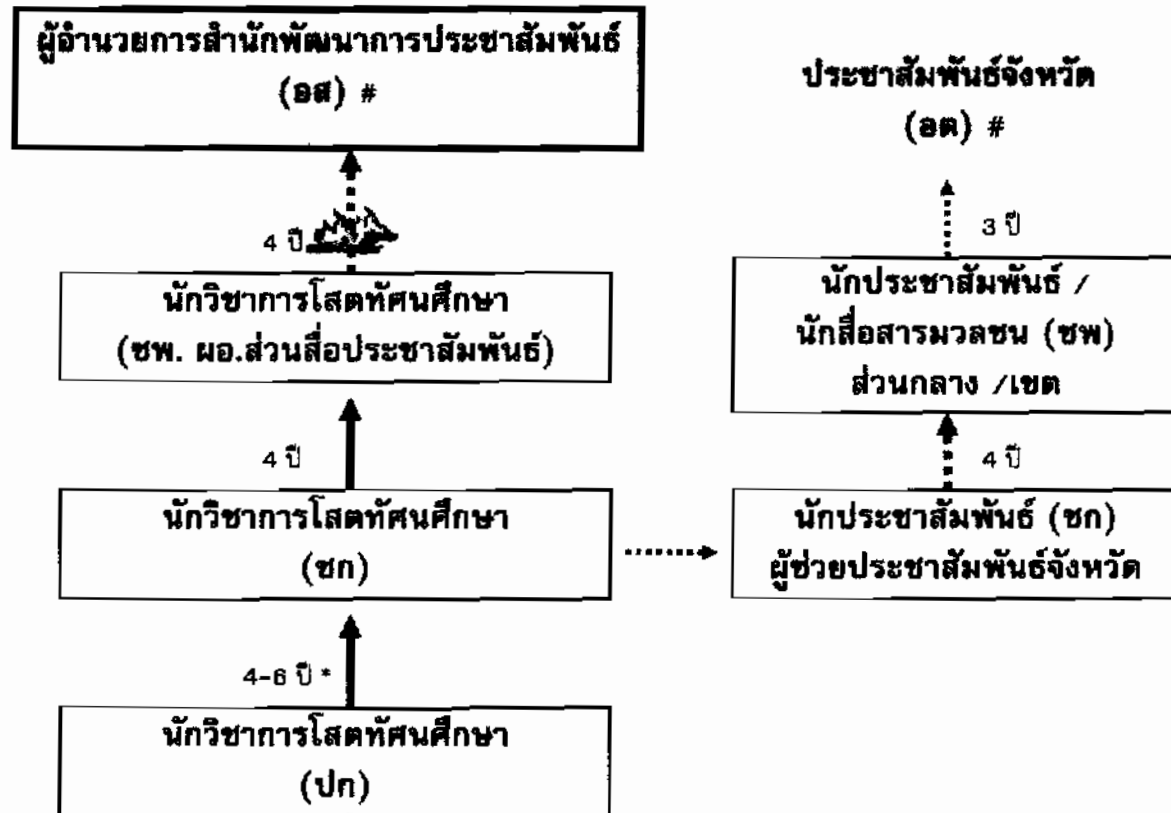 ผู้อำนวยการสำนักพัฒนาการประชาสัมพันธ์
(อส) #
4 ปี
นักวิชาการโสตทัศนศึกษา
(ชพ. ผอ.ส่วนสื่อประชาสัมพันธ์)
4 ปี
นักวิชาการโสตทัศนศึกษา
(ชก)
4-6 ปี *
นักวิชาการโสตทัศนศึกษา
(ปก)
ประชาสัมพันธ์จังหวัด
(อต) #
3 ปี
นักประชาสัมพันธ์ /
นักสื่อสารมวลชน (ชพ)
ส่วนกลาง /เขต
4 ปี
นักประชาสัมพันธ์ (ชก)
ผู้ช่วยประชาสัมพันธ์จังหวัด